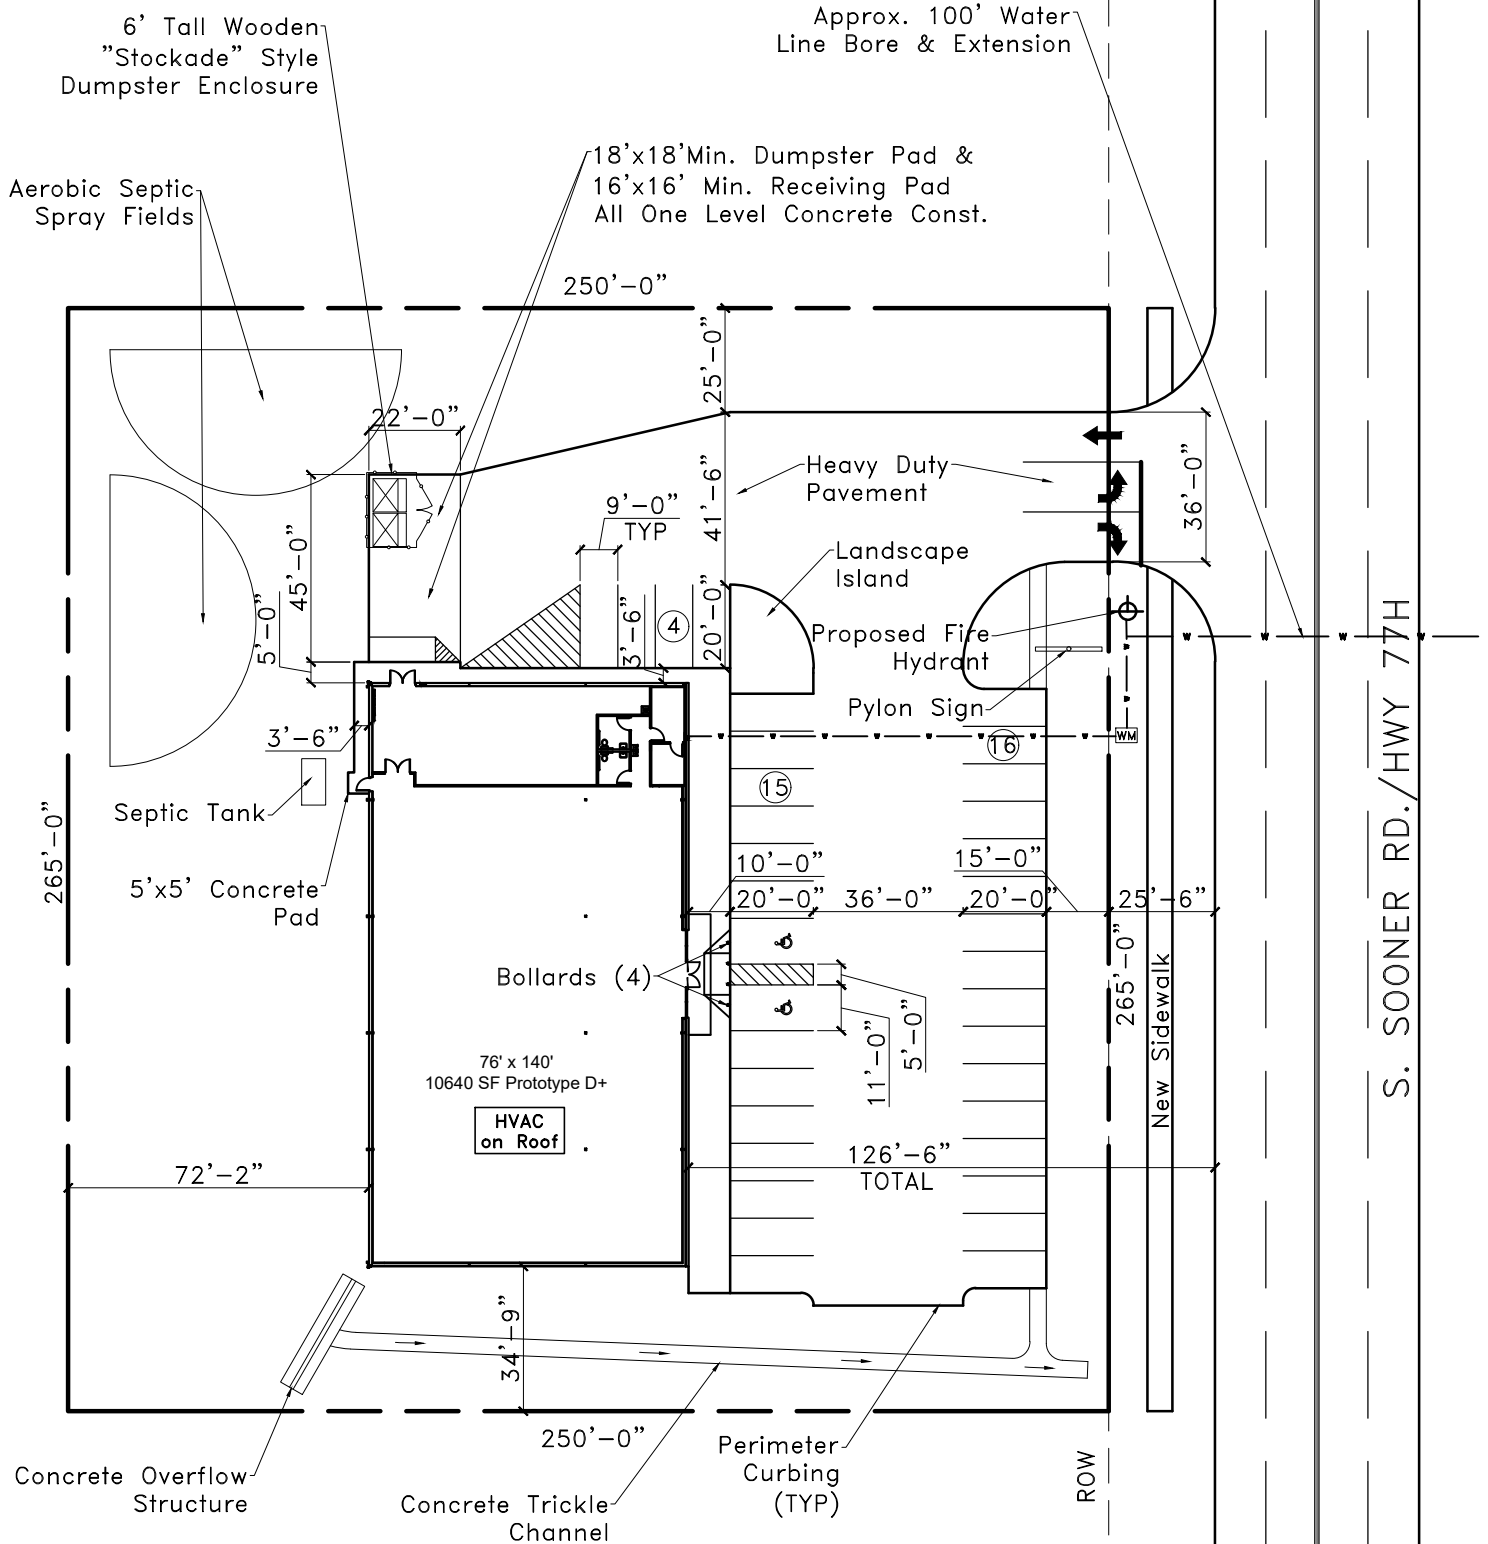 6' Tall Wooden
"Stockade" Style
Dumpster Enclosure
Approx. 100' Water
Line Bore & Extension
18'x18'Min. Dumpster Pad &
16'x16' Min. Receiving Pad
All One Level Concrete Const.
Aerobic Septic
Spray Fields
250'-0"
25'-0"
22'-0"
41'-6"
Heavy Duty
Pavement
36'-0"
9'-0"
TYP
45'-0"
Landscape
Island
5'-0"
3'-6"
4
20'-0"
Proposed Fire
Hydrant
W
W
W
W
W
W
Pylon Sign
3'-6"
W
W
W
W
W
W
W
WM
16
15
Septic Tank
265'-0"
5'x5' Concrete
Pad
10'-0"
15'-0"
20'-0"
36'-0"
20'-0
25'-6"
Bollards (4)
265'-0"
New Sidewalk
S. SOONER RD./HWY 77H
11'-0"
5'-0"
76' x 140'
10640 SF Prototype D+
HVAC
on Roof
126'-6"
TOTAL
72'-2"
34'-9"
250'-0"
Perimeter
Curbing
(TYP)
ROW
Concrete Overflow
Structure
Concrete Trickle
Channel